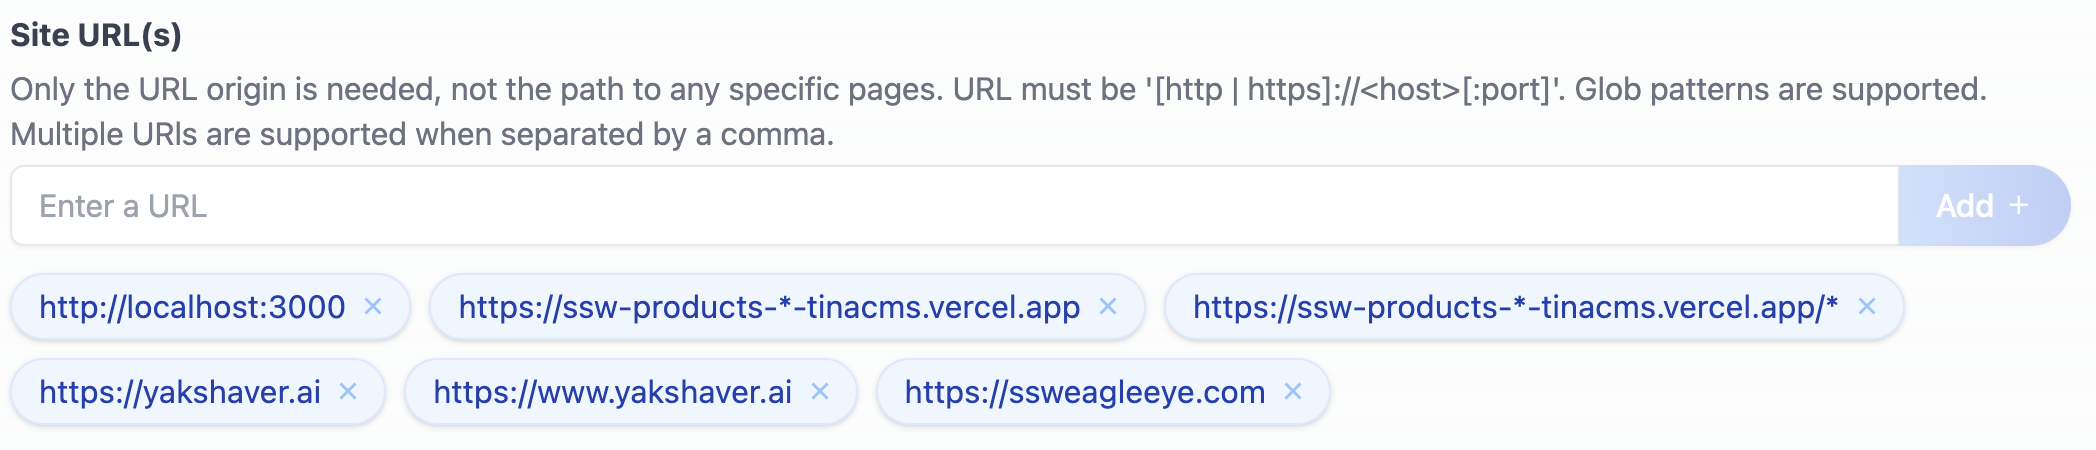 Site URL(s)
Only the URL origin is needed, not the path to any specific pages. URL must be '[http | https]://<host>[:port]'. Glob patterns are supported.
Multiple URls are supported when separated by a comma.
Enter a URL Add +
http://localhost:3000 × https://ssw-products-*-tinacms.vercel.app × https://ssw-products-*-tinacms.vercel.app/* ×
https://yakshaver.ai × https://www.yakshaver.ai × https://ssweagleeye.com ×